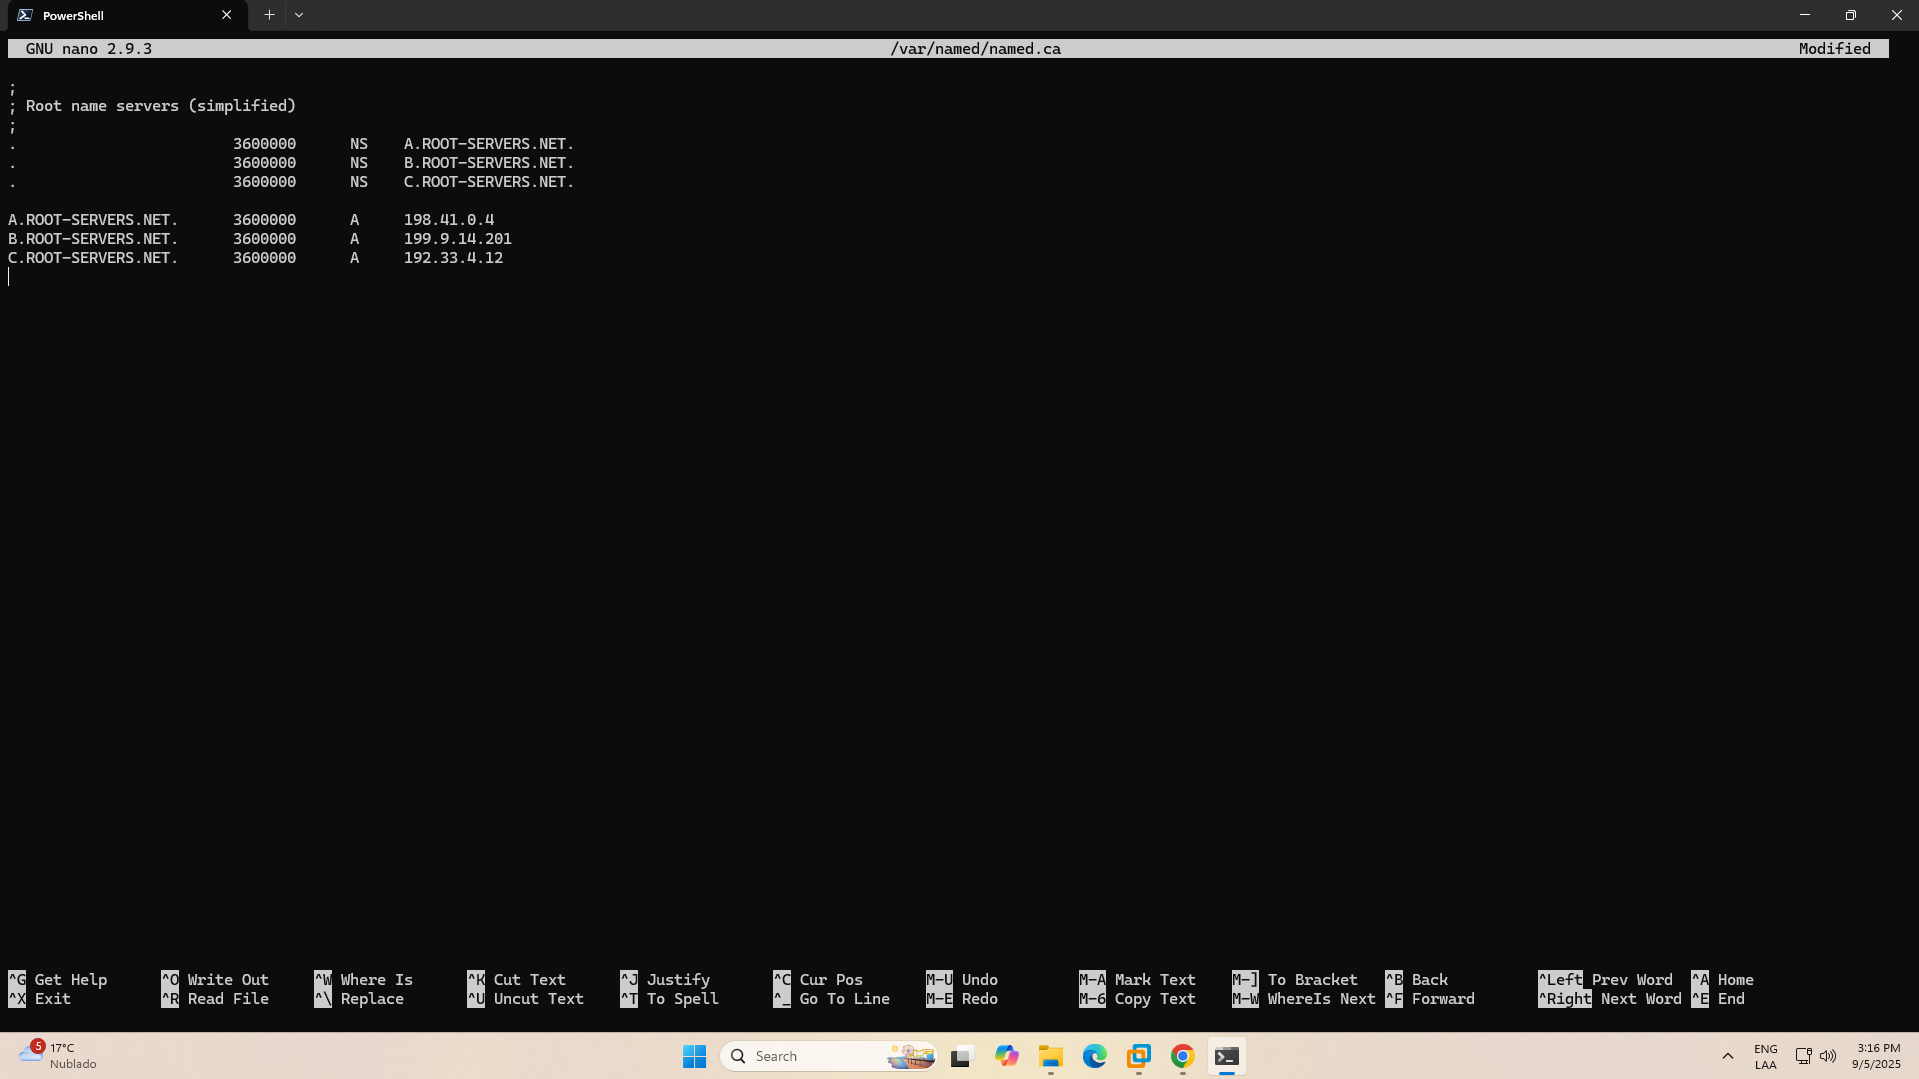 PowerShell
GNU nano 2.9.3 /var/named/named.ca Modified
;
; Root name servers (simplified)
;
. 3600000 NS A.ROOT-SERVERS.NET.
. 3600000 NS B.ROOT-SERVERS.NET.
. 3600000 NS C.ROOT-SERVERS.NET.
A.ROOT-SERVERS.NET. 3600000 A 198.41.0.4
B.ROOT-SERVERS.NET. 3600000 A 199.9.14.201
C.ROOT-SERVERS.NET. 3600000 A 192.33.4.12
^G Get Help ^O Write Out ^W Where Is ^K Cut Text ^J Justify ^C Cur Pos M-U Undo M-A Mark Text M-] To Bracket ^B Back ^Left Prev Word ^A Home
^X Exit ^R Read File ^\ Replace ^U Uncut Text ^T To Spell ^_ Go To Line M-E Redo M-6 Copy Text M-W WhereIs Next ^F Forward ^Right Next Word ^E End
5 17°C
Nublado
Search
ENG
LAA
3:16 PM
9/5/2025